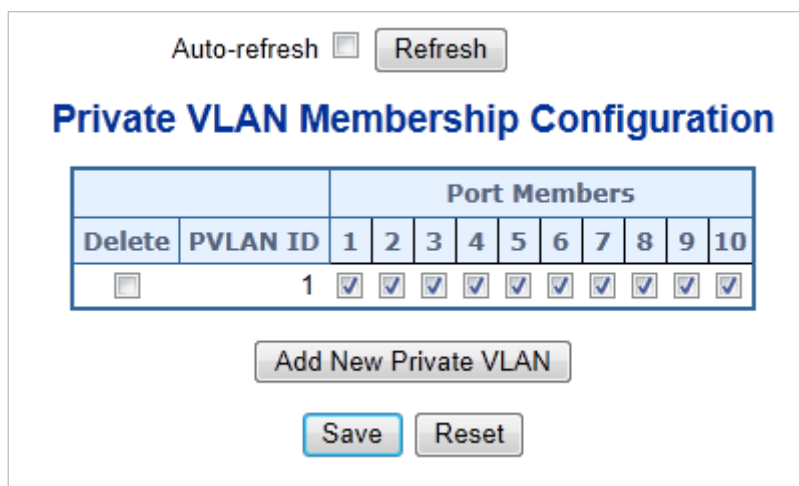 Auto-refresh Refresh
Private VLAN Membership Configuration
Port Members
Delete PVLAN ID 1 2 3 4 5 6 7 8 9 10
1
Add New Private VLAN
Save Reset